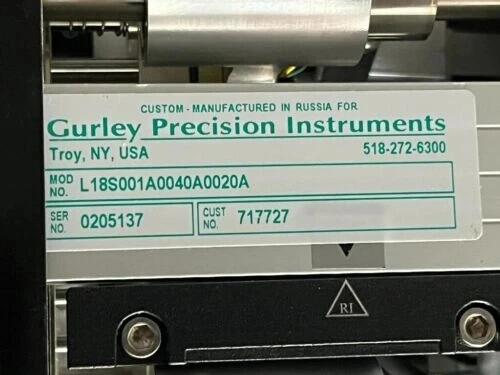 CUSTOM - MANUFACTURED IN RUSSIA FOR
Gurley Precision Instruments
Troy, NY, USA 518-272-6300
MOD NO. L18S001A0040A0020A
SER NO. 0205137 CUST NO. 717727
RI